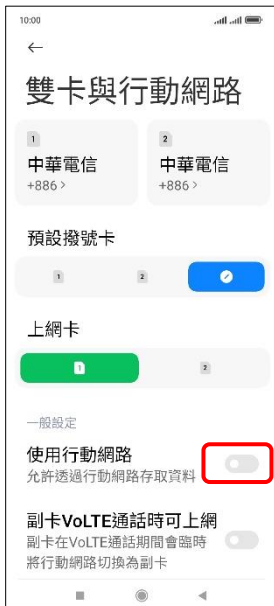 10:00
雙卡與行動網路
1
中華電信
+886 >
2
中華電信
+886 >
預設撥號卡
1
2
上網卡
1
2
一般設定
使用行動網路
允許透過行動網路存取資料
副卡VoLTE通話時可上網
副卡在VoLTE通話期間會臨時
將行動網路切換為副卡